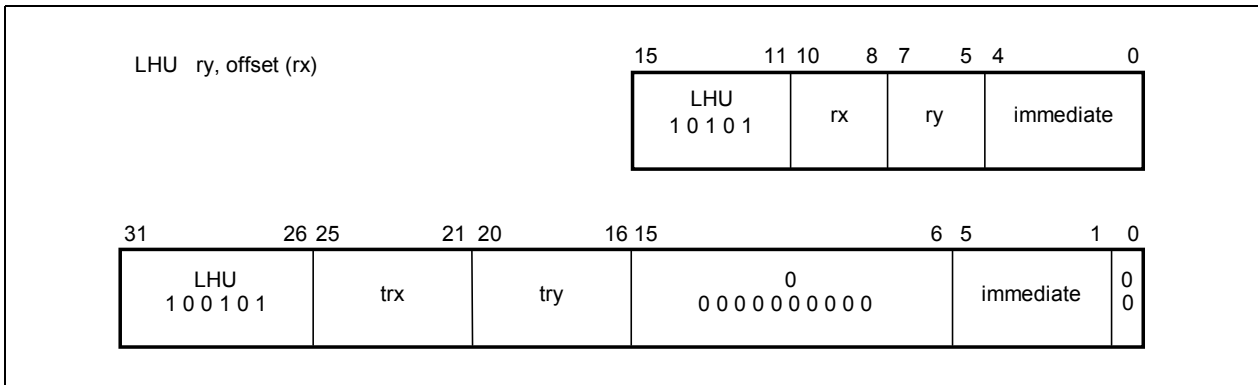 LHU ry, offset (rx)
15 11 10 8 7 5 4 0
LHU
1 0 1 0 1
rx
ry
immediate
31 26 25 21 20 16 15 6 5 1 0
LHU
1 0 0 1 0 1
trx
try
0
0 0 0 0 0 0 0 0 0 0
immediate
0
0